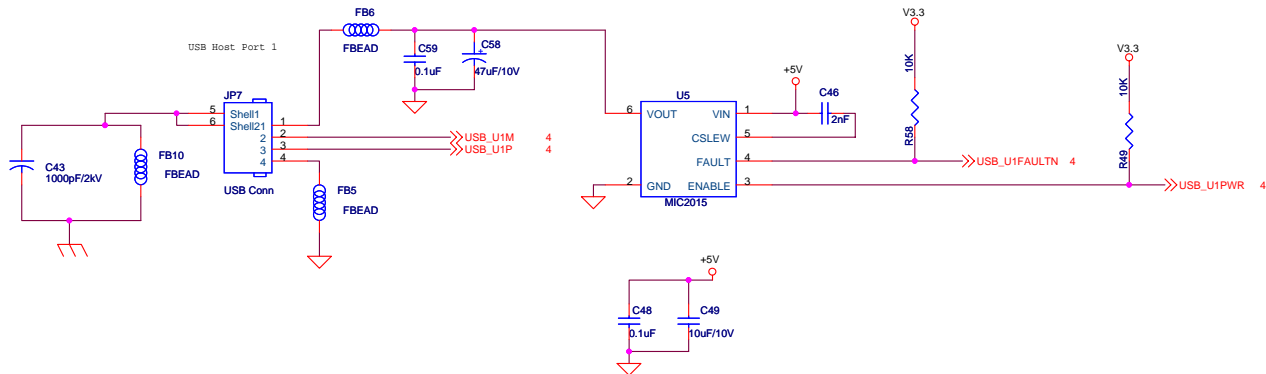 FB6
V3.3
USB Host Port 1
V3.3
FBEAD
C59
C58
10K
10K
0.1uF
+
47uF/10V
+5V
C46
JP7
U5
2nF
5 Shell1
6 Shell21
1
6 VOUT
VIN 1
2
USB_U1M 4
CSLEW 5
R58
R49
3
USB_U1P 4
4
FAULT 4
USB_U1FAULTN 4
C43
1000pF/2kV
FB10
FBEAD
2 GND
ENABLE 3
USB_U1PWR 4
USB Conn
FB5
FBEAD
MIC2015
+5V
C48
C49
0.1uF
10uF/10V